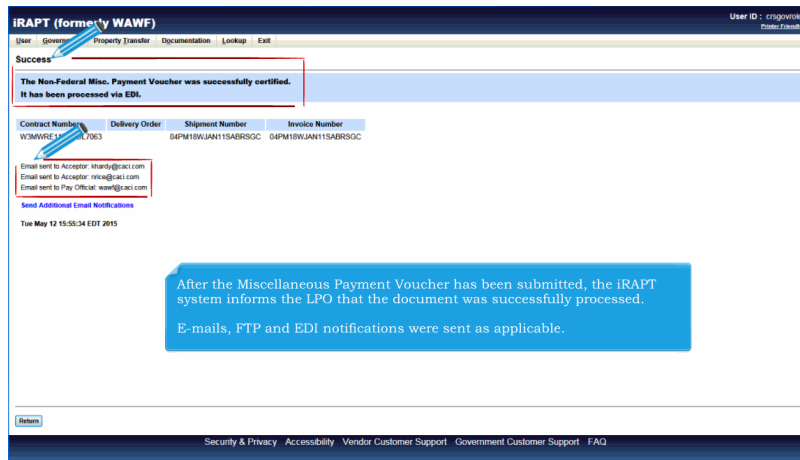 iRAPT (formerly WAWF)
User ID : crsgovrok
Printer Friendl
User Property Transfer Documentation Lookup Exit
Success
The Non-Federal Misc. Payment Voucher was successfully certified.
It has been processed via EDI.
Contract Number Delivery Order Shipment Number Invoice Number
04PM18WJAN11SABRSGC 04PM18WJAN11SABRSGC
Email sent to Acceptor: khardy@caci.com
Email sent to Acceptor: nrice@caci.com
Email sent to Pay Official: wawf@caci.com
Send Additional Email Notifications
Tue May 12 15:55:34 EDT 2015
After the Miscellaneous Payment Voucher has been submitted, the iRAPT
system informs the LPO that the document was successfully processed.
E-mails, FTP and EDI notifications were sent as applicable.
Return
Security & Privacy Accessibility Vendor Customer Support Government Customer Support FAQ